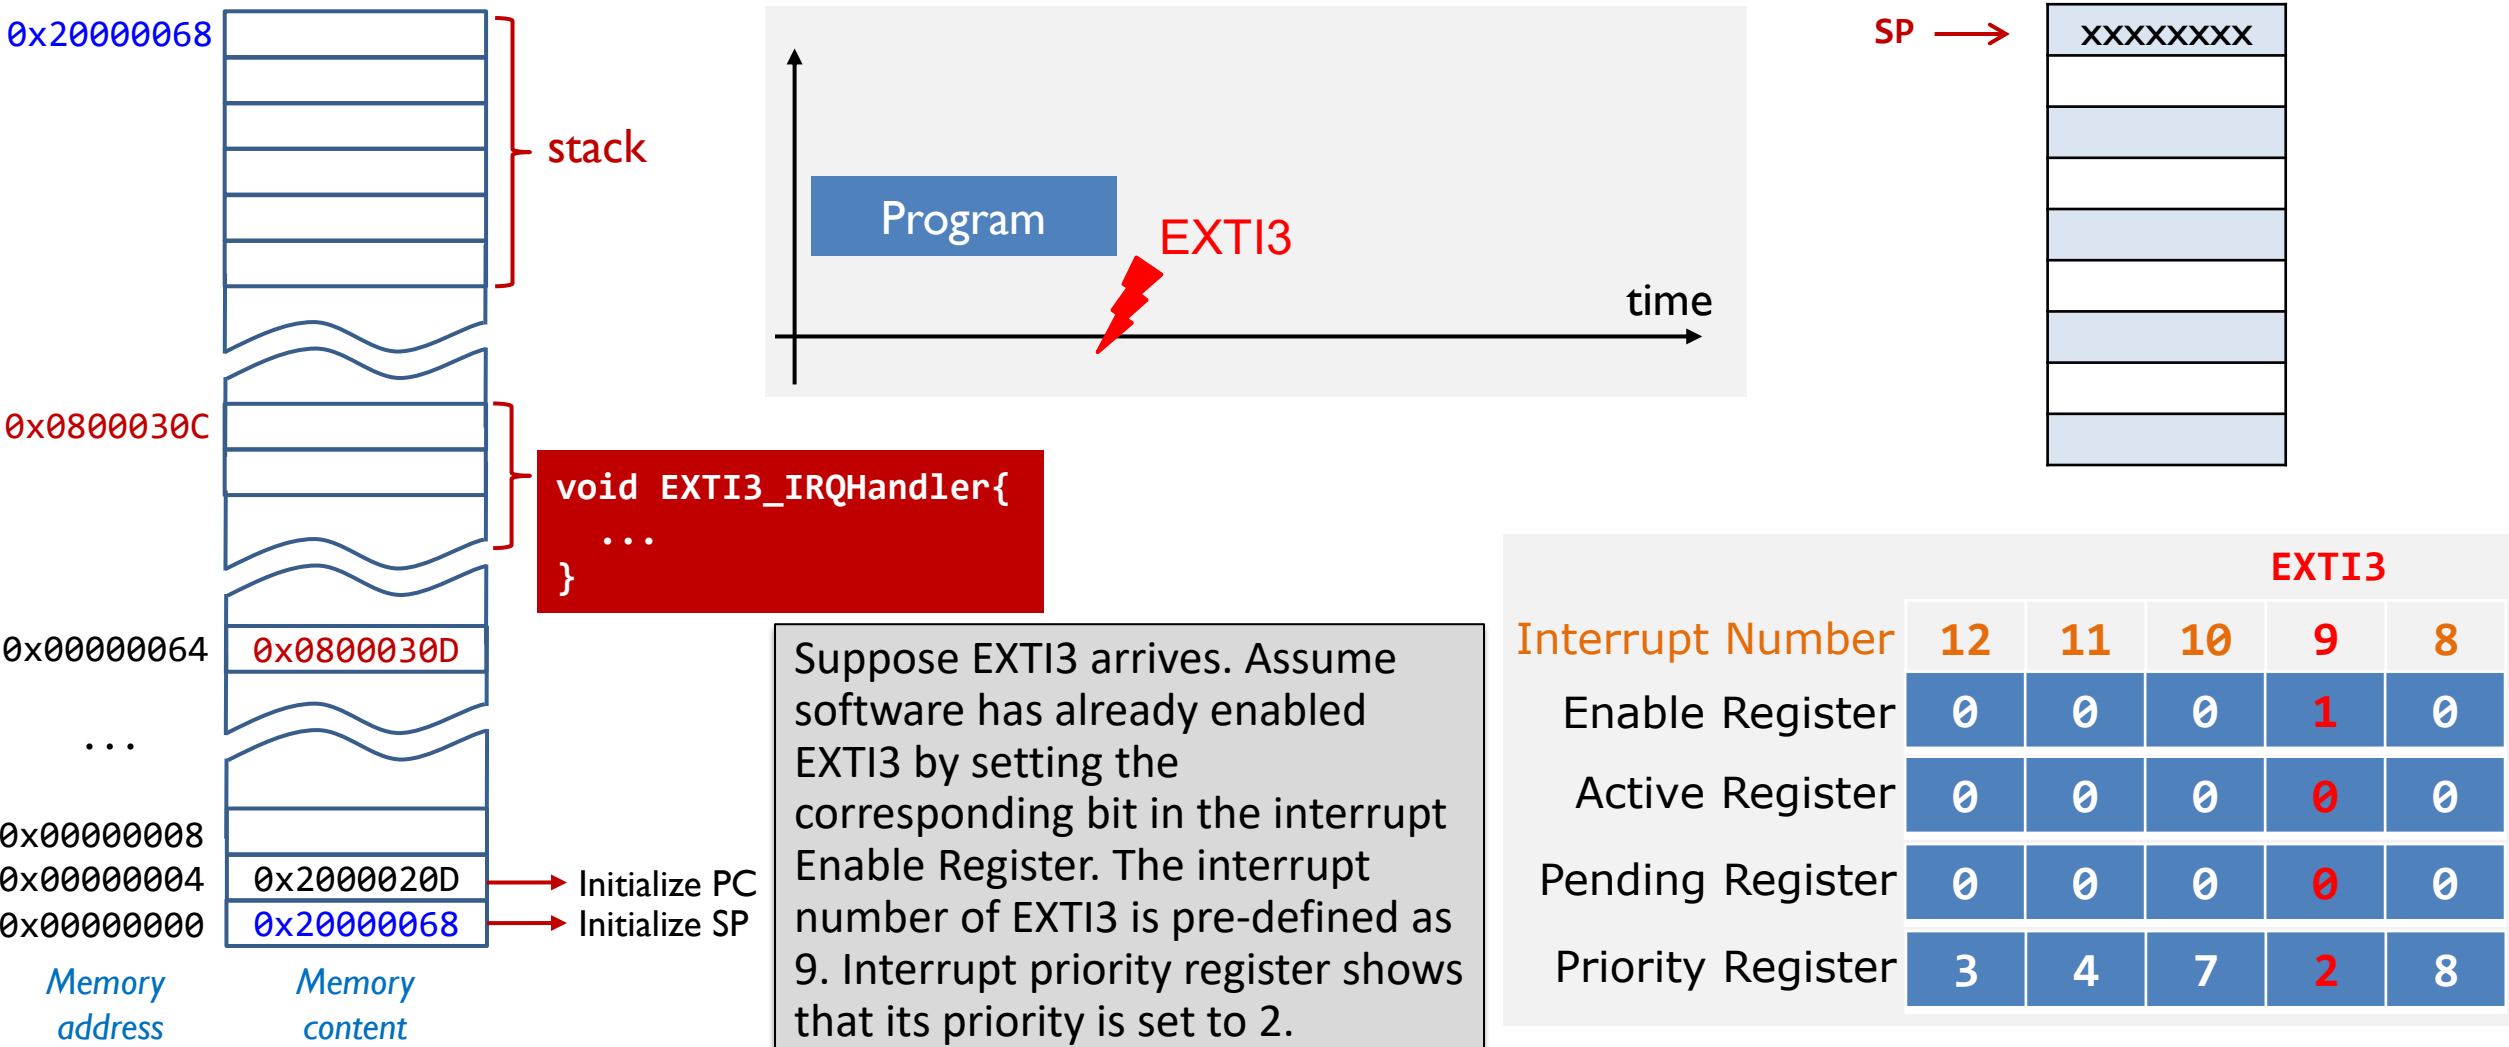 0x20000068
stack
0x0800030C
void EXTI3_IRQHandler{
...
}
0x00000064 0x0800030D
...
0x00000008
0x00000004 0x2000020D Initialize PC
0x00000000 0x20000068 Initialize SP
Memory address
Memory content
Program
EXTI3
time
SP xxxxxxxx
Suppose EXTI3 arrives. Assume
software has already enabled
EXTI3 by setting the
corresponding bit in the interrupt
Enable Register. The interrupt
number of EXTI3 is pre-defined as
9. Interrupt priority register shows
that its priority is set to 2.
EXTI3
Interrupt Number 12 11 10 9 8
Enable Register 0 0 0 1 0
Active Register 0 0 0 0 0
Pending Register 0 0 0 0 0
Priority Register 3 4 7 2 8